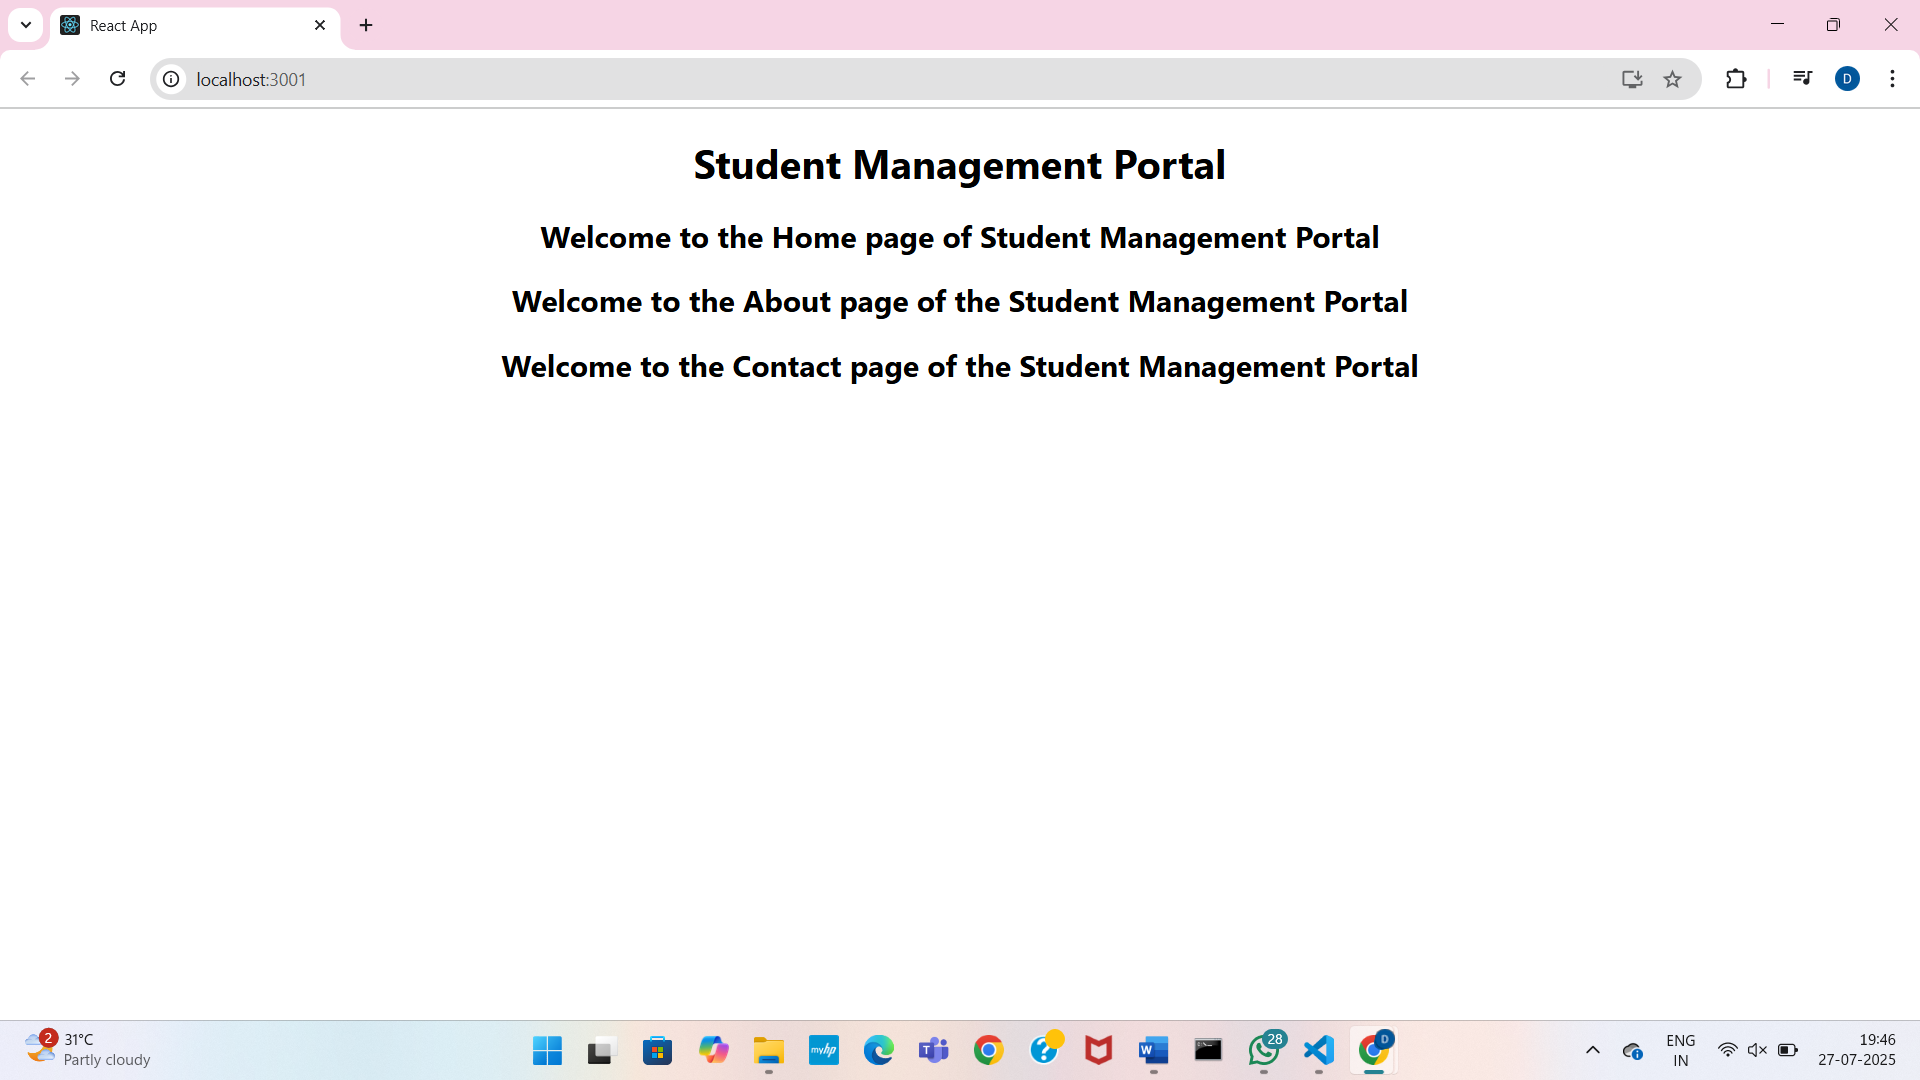 React App
localhost:3001
D
Student Management Portal
Welcome to the Home page of Student Management Portal
Welcome to the About page of the Student Management Portal
Welcome to the Contact page of the Student Management Portal
2
31°C
Partly cloudy
myhp
T
W
28
D
ENG
IN
19:46
27-07-2025